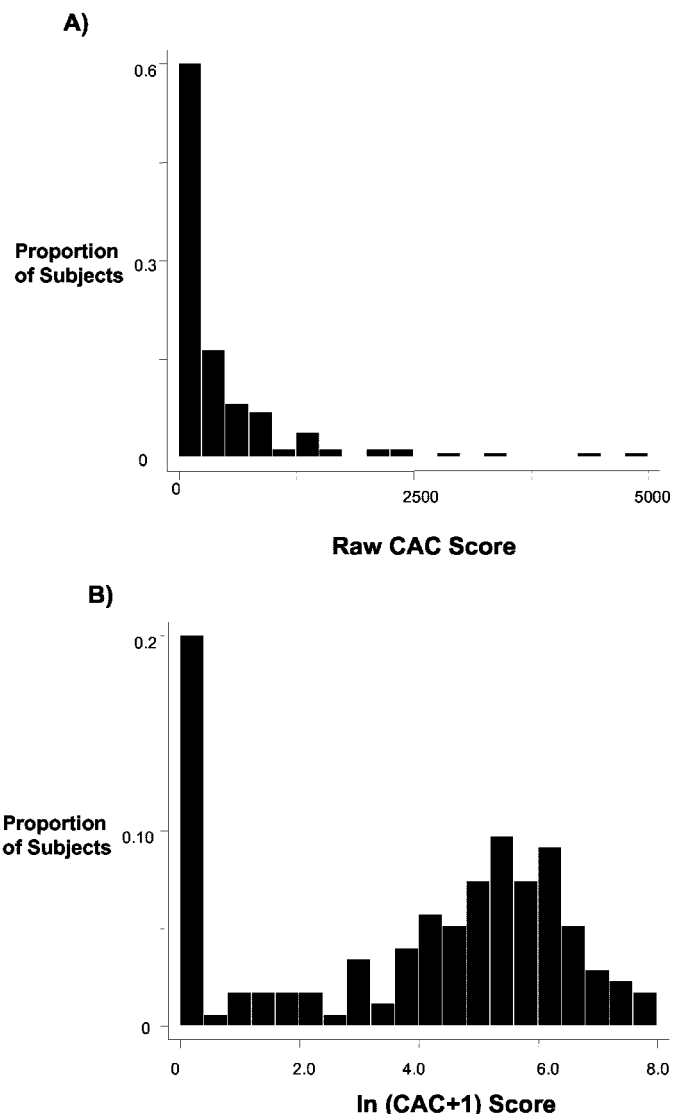 A)
0.6
Proportion
of Subjects
0.3
0
0 2500 5000
Raw CAC Score
B)
0.2
Proportion
of Subjects
0.10
0
0 2.0 4.0 6.0 8.0
ln (CAC+1) Score